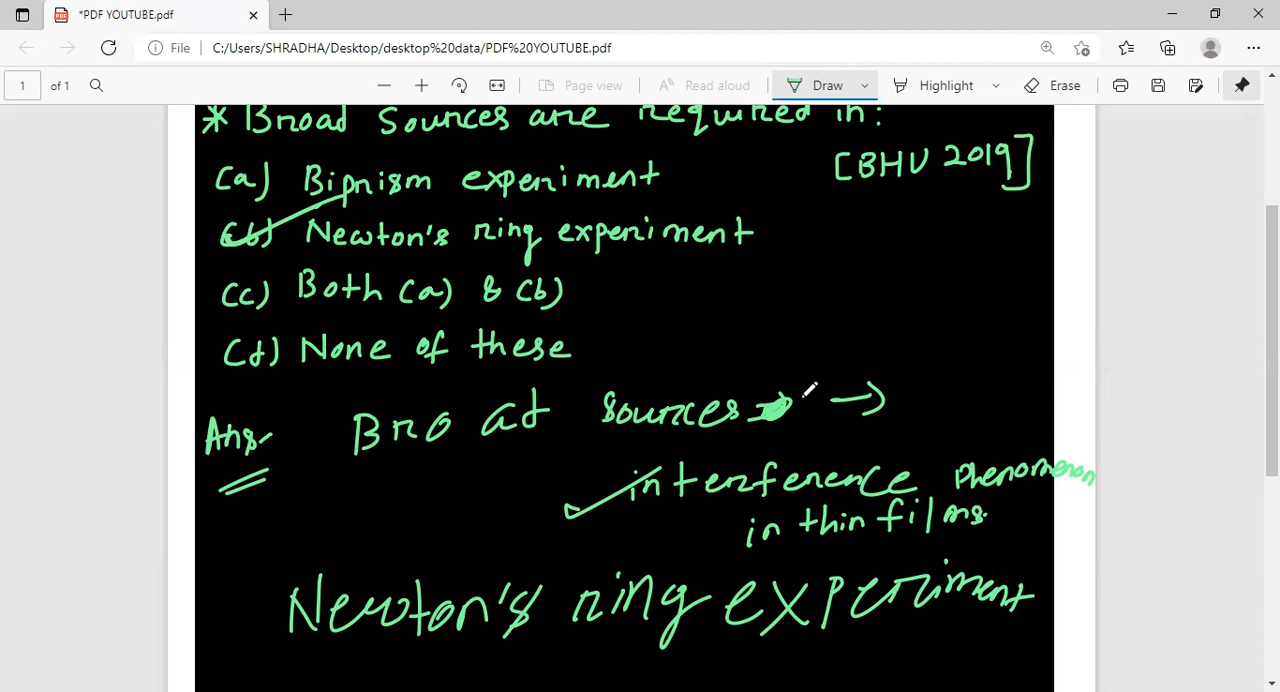 *PDF YOUTUBE.pdf
File C:/Users/SHRADHA/Desktop/desktop%20data/PDF%20YOUTUBE.pdf
1 of 1 Page view Read aloud Draw Highlight Erase
* Broad Sources are required in:
[BHU 2019]
(a) Biprism experiment
(b) Newton's ring experiment
(c) Both (a) & (b)
(d) None of these
Ans- Broad sources →
interference phenomenon
in thin films.
Newton's ring experiment